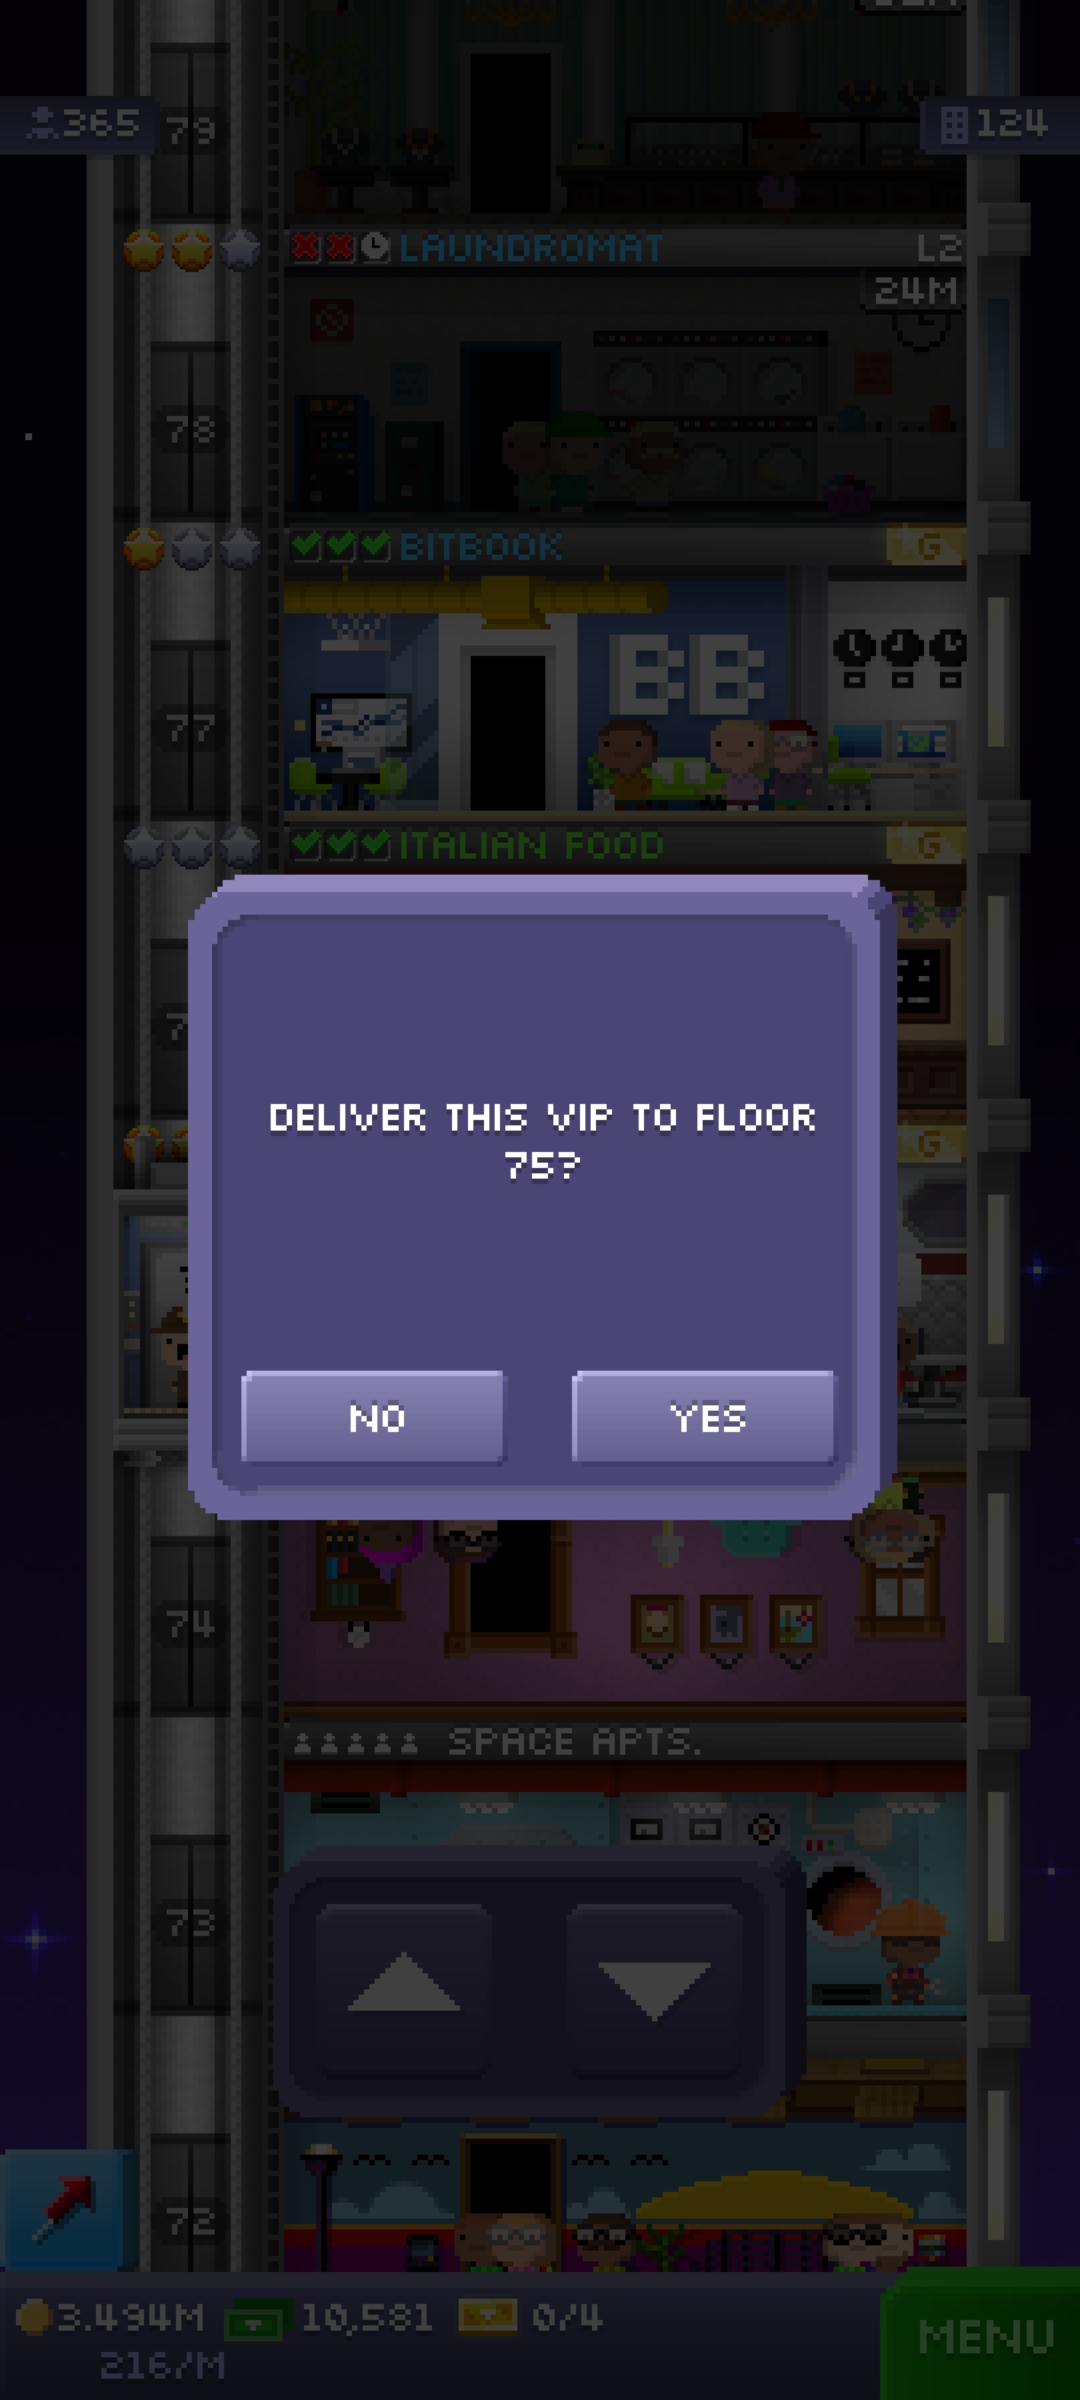 365
79
124
LAUNDROMAT
L2
24M
78
BITBOOK
G
BB
77
ITALIAN FOOD
G
G
DELIVER THIS VIP TO FLOOR
75?
NO
YES
74
SPACE APTS.
73
72
3.494M
10,581
0/4
216/M
MENU